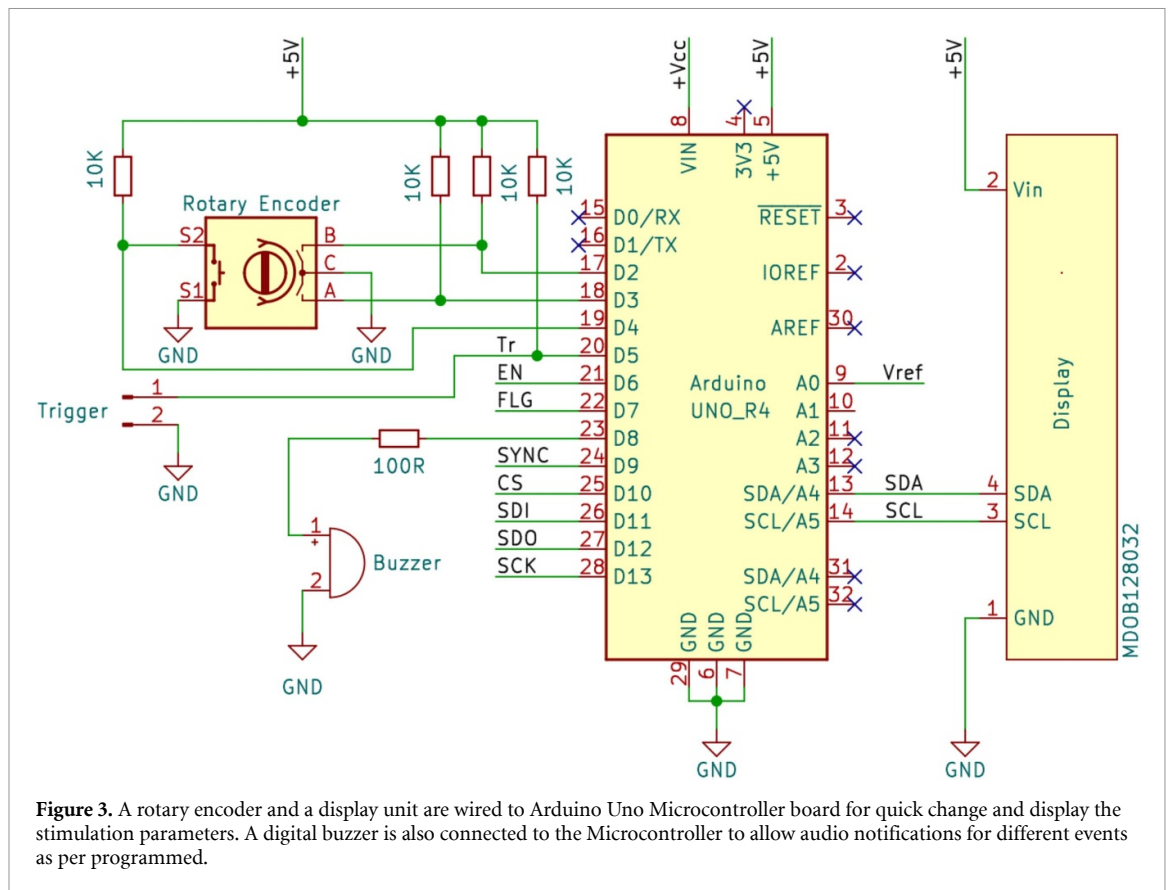 +5V
+Vcc
+5V
+5V
10K
10K
10K
10K
Rotary Encoder
S2
S1
B
C
A
GND
GND
Trigger
1
2
GND
100R
1
+
2
Buzzer
GND
Tr
EN
FLG
SYNC
CS
SDI
SDO
SCK
8
VIN
4
3V3
5
+5V
15 D0/RX
16 D1/TX
17 D2
18 D3
19 D4
20 D5
21 D6
22 D7
23 D8
24 D9
25 D10
26 D11
27 D12
28 D13
Arduino
UNO_R4
RESET 3
IOREF 2
AREF 30
A0 9 Vref
A1 10
A2 11
A3 12
SDA/A4 13 SDA
SCL/A5 14 SCL
SDA/A4 31
SCL/A5 32
GND
GND
GND
29
6
7
GND
2 Vin
4 SDA
3 SCL
1 GND
Display
MDOB128032
GND
Figure 3. A rotary encoder and a display unit are wired to Arduino Uno Microcontroller board for quick change and display the
stimulation parameters. A digital buzzer is also connected to the Microcontroller to allow audio notifications for different events
as per programmed.